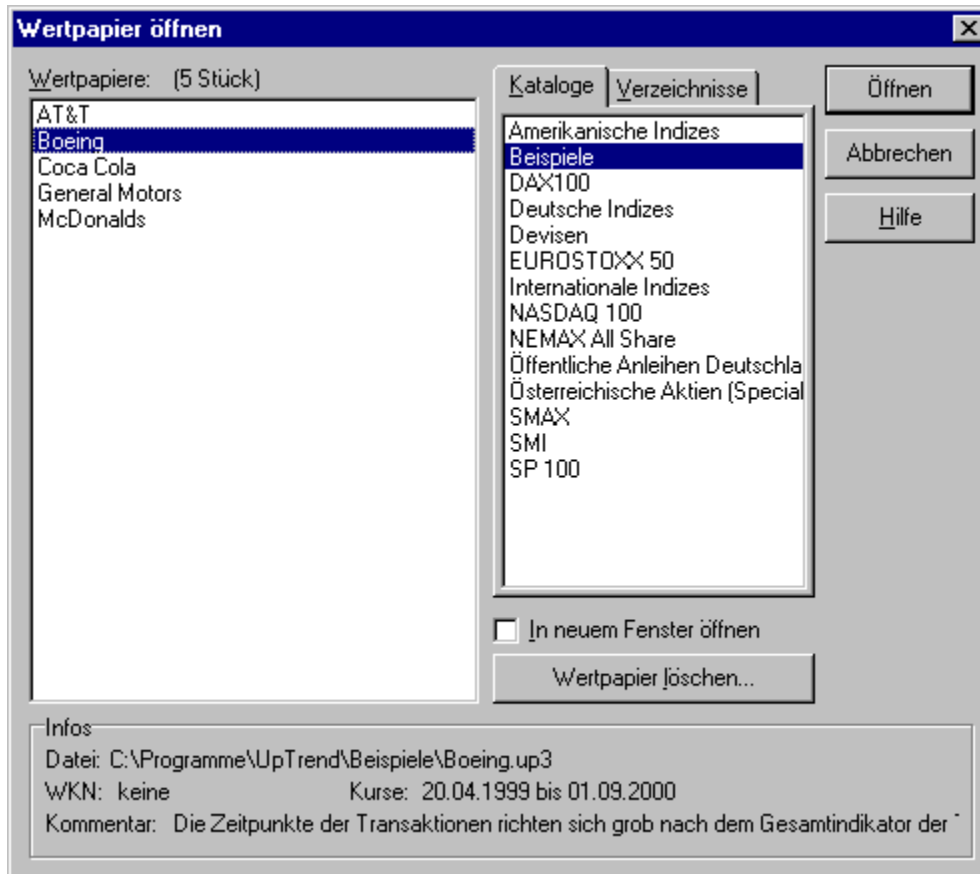 Wertpapier öffnen
Wertpapiere: (5 Stück)
AT&T
Boeing
Coca Cola
General Motors
McDonalds
Kataloge
Verzeichnisse
Amerikanische Indizes
Beispiele
DAX100
Deutsche Indizes
Devisen
EUROSTOXX 50
Internationale Indizes
NASDAQ 100
NEMAX All Share
Öffentliche Anleihen Deutschla
Österreichische Aktien (Special
SMAX
SMI
SP 100
Öffnen
Abbrechen
Hilfe
In neuem Fenster öffnen
Wertpapier löschen...
Infos
Datei: C:\Programme\UpTrend\Beispiele\Boeing.up3
WKN: keine Kurse: 20.04.1999 bis 01.09.2000
Kommentar: Die Zeitpunkte der Transaktionen richten sich grob nach dem Gesamtindikator der